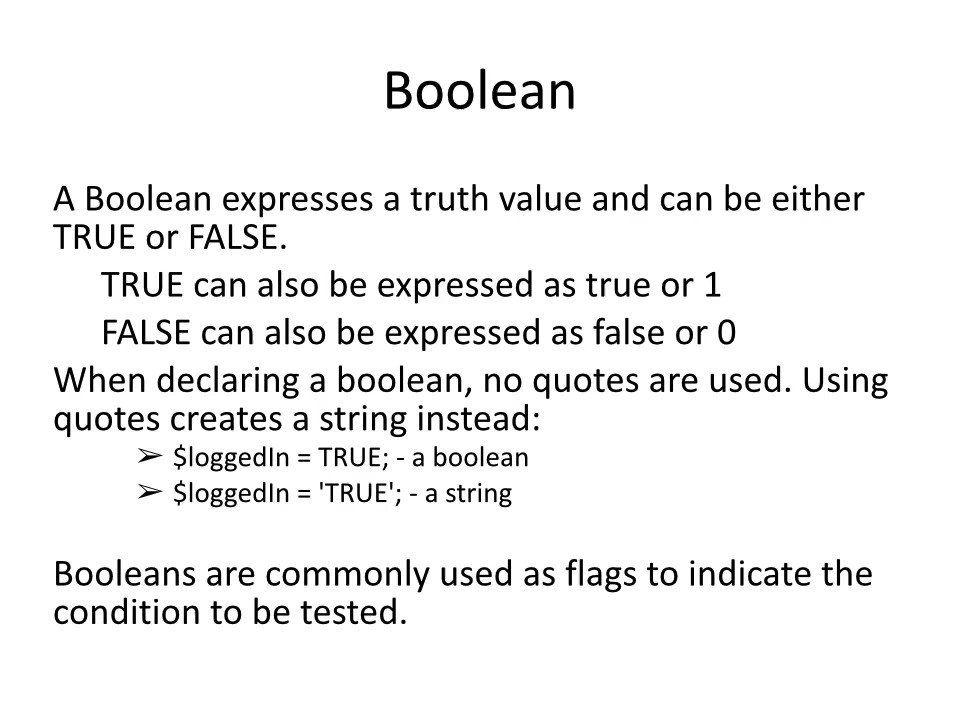 Boolean
A Boolean expresses a truth value and can be either
TRUE or FALSE.
TRUE can also be expressed as true or 1
FALSE can also be expressed as false or 0
When declaring a boolean, no quotes are used. Using
quotes creates a string instead:
➢ $loggedIn = TRUE; - a boolean
➢ $loggedIn = 'TRUE'; - a string
Booleans are commonly used as flags to indicate the
condition to be tested.